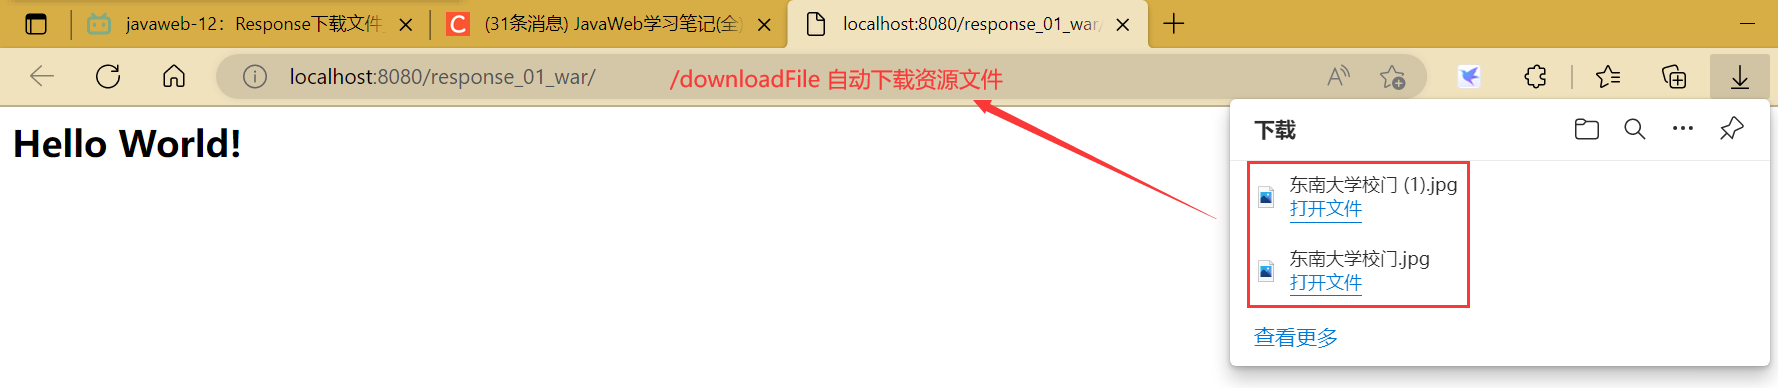 javaweb-12：Response下载文件
(31条消息) JavaWeb学习笔记(全)
localhost:8080/response_01_war/
localhost:8080/response_01_war/
/downloadFile 自动下载资源文件
Hello World!
下载
东南大学校门 (1).jpg
打开文件
东南大学校门.jpg
打开文件
查看更多